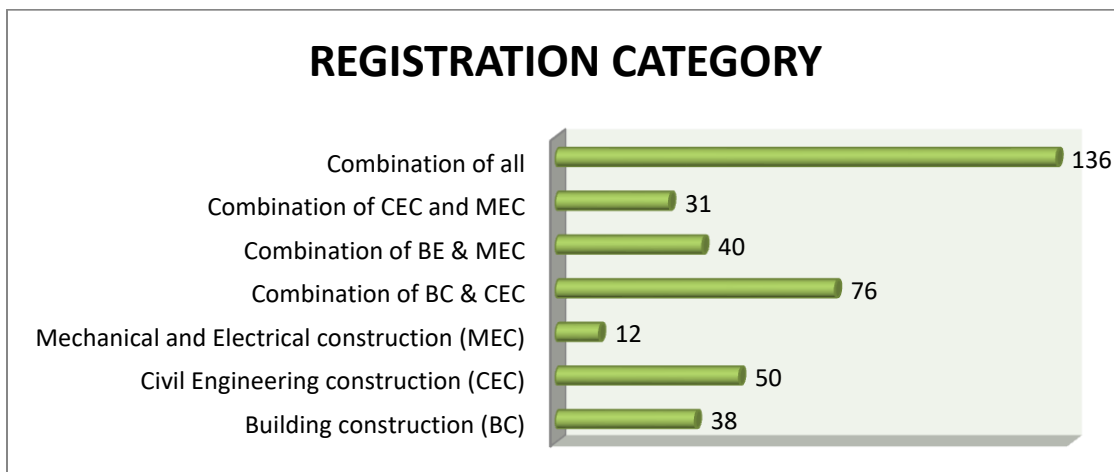 REGISTRATION CATEGORY
Combination of all 136
Combination of CEC and MEC 31
Combination of BE & MEC 40
Combination of BC & CEC 76
Mechanical and Electrical construction (MEC) 12
Civil Engineering construction (CEC) 50
Building construction (BC) 38